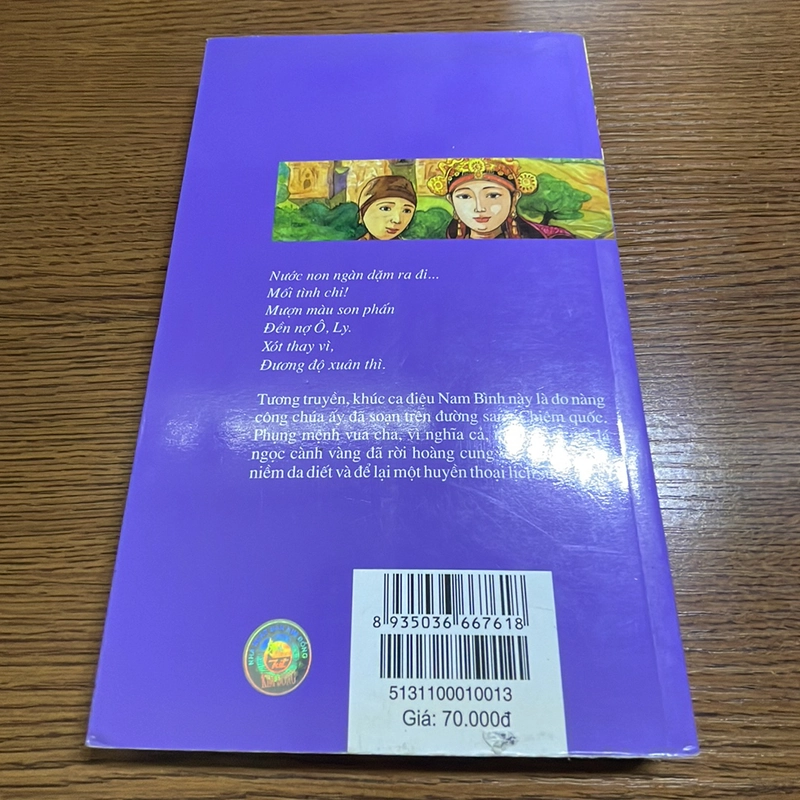 Nước non ngàn dặm ra đi...
Mối tình chi!
Mượn màu son phấn
Đền nợ Ô, Ly.
Xót thay vì,
Đương độ xuân thì.
Tương truyền, khúc ca điệu Nam Bình này là do nàng
công chúa ấy đã soạn trên đường sang Chiêm quốc.
Phụng mệnh vua cha, vì nghĩa cả,
ngọc cành vàng đã rời hoàng cung
niềm da diết và để lại một huyền thoại lịch
8 935036 667618
5131100010013
Giá: 70.000đ
ĐỒNG